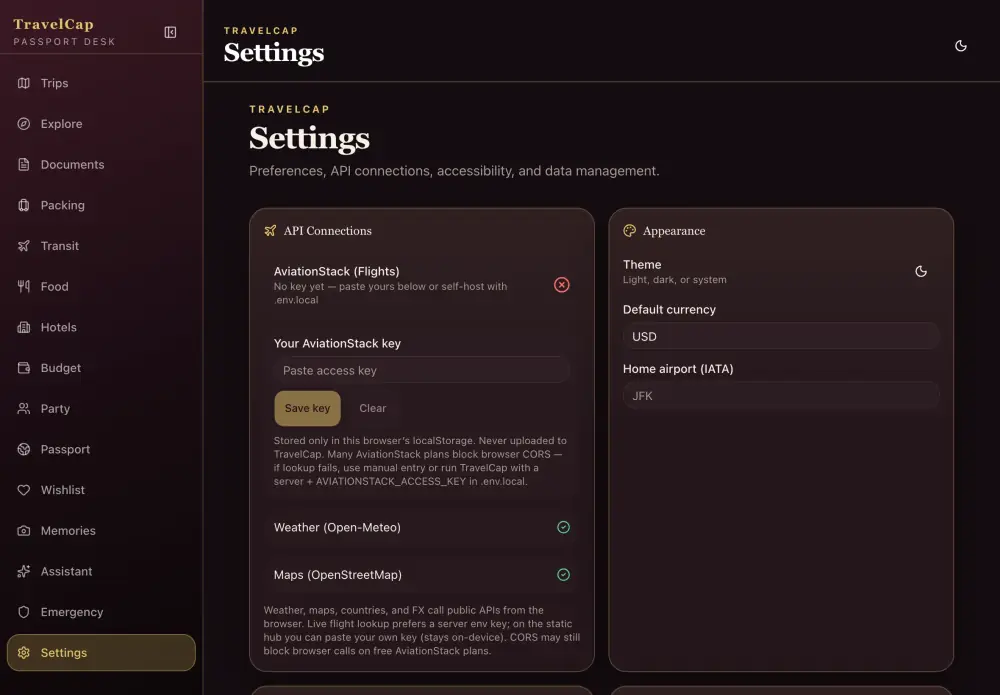 TravelCap
PASSPORT DESK
Trips
Explore
Documents
Packing
Transit
Food
Hotels
Budget
Party
Passport
Wishlist
Memories
Assistant
Emergency
Settings
TRAVELCAP
Settings
TRAVELCAP
Settings
Preferences, API connections, accessibility, and data management.
API Connections
AviationStack (Flights)
No key yet — paste yours below or self-host with
.env.local
Your AviationStack key
Paste access key
Save key
Clear
Stored only in this browser's localStorage. Never uploaded to
TravelCap. Many AviationStack plans block browser CORS —
if lookup fails, use manual entry or run TravelCap with a
server + AVIATIONSTACK_ACCESS_KEY in .env.local.
Weather (Open-Meteo)
Maps (OpenStreetMap)
Weather, maps, countries, and FX call public APIs from the
browser. Live flight lookup prefers a server env key; on the static
hub you can paste your own key (stays on-device). CORS may still
block browser calls on free AviationStack plans.
Appearance
Theme
Light, dark, or system
Default currency
USD
Home airport (IATA)
JFK